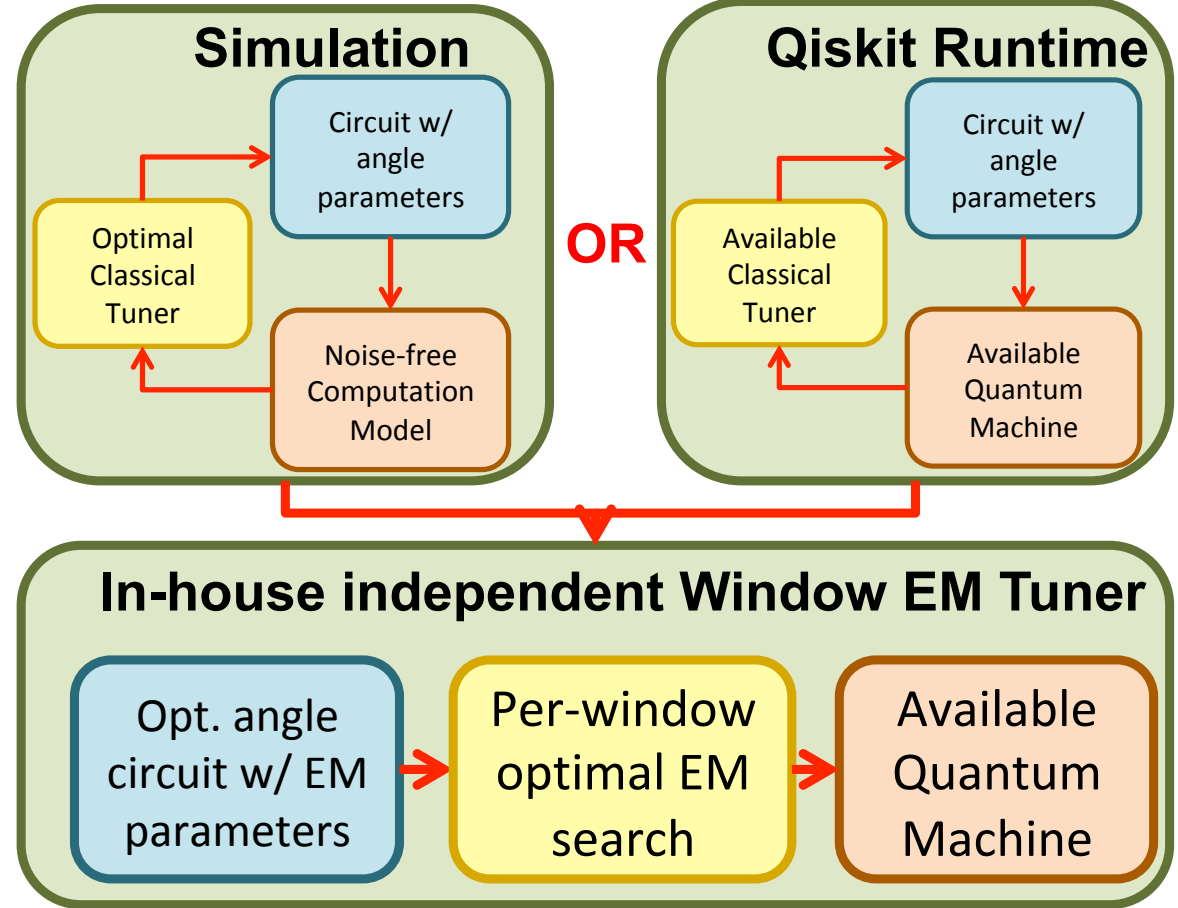 Simulation
Circuit w/
angle
parameters
Optimal
Classical
Tuner
Noise-free
Computation
Model
OR
Qiskit Runtime
Circuit w/
angle
parameters
Available
Classical
Tuner
Available
Quantum
Machine
In-house independent Window EM Tuner
Opt. angle
circuit w/ EM
parameters
Per-window
optimal EM
search
Available
Quantum
Machine